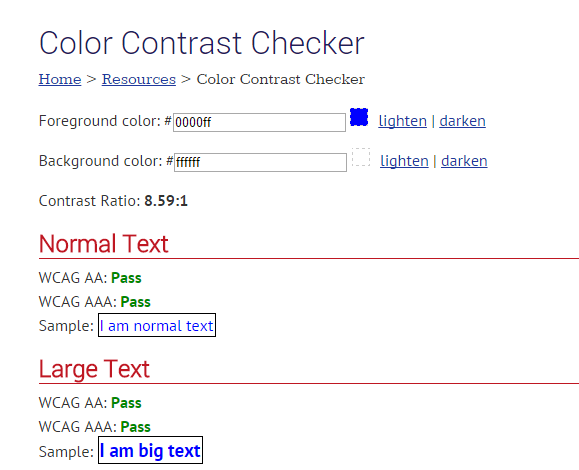 Color Contrast Checker
Home > Resources > Color Contrast Checker
Foreground color: #0000ff lighten | darken
Background color: #ffffff lighten | darken
Contrast Ratio: 8.59:1
Normal Text
WCAG AA: Pass
WCAG AAA: Pass
Sample: I am normal text
Large Text
WCAG AA: Pass
WCAG AAA: Pass
Sample: I am big text